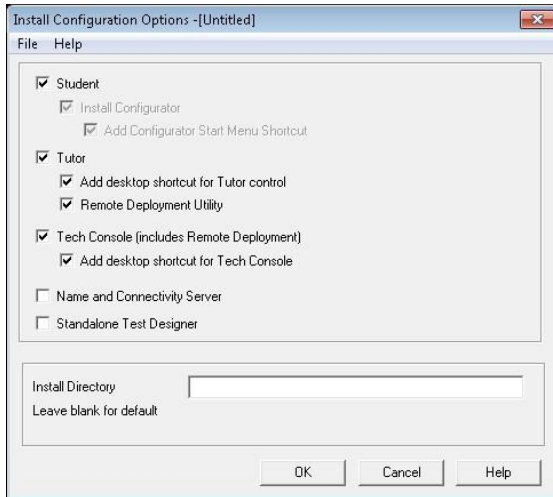 Install Configuration Options -[Untitled]
File Help
Student
Install Configurator
Add Configurator Start Menu Shortcut
Tutor
Add desktop shortcut for Tutor control
Remote Deployment Utility
Tech Console (includes Remote Deployment)
Add desktop shortcut for Tech Console
Name and Connectivity Server
Standalone Test Designer
Install Directory
Leave blank for default
OK Cancel Help